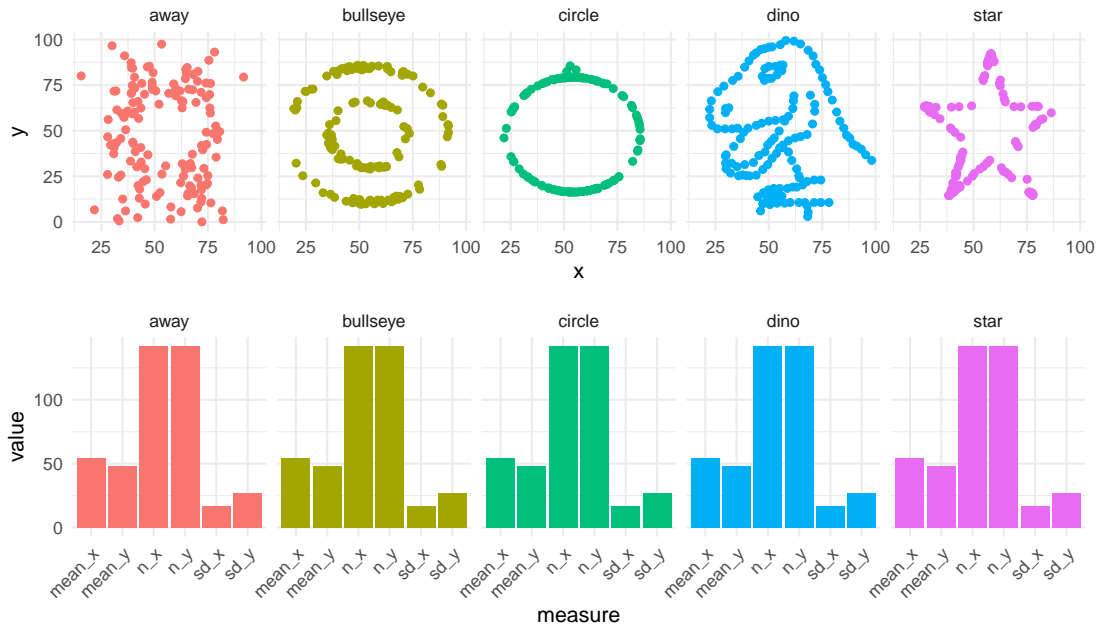 away bullseye circle dino star
100
75
50
25
0
y
25 50 75 100 25 50 75 100 25 50 75 100 25 50 75 100 25 50 75 100
x
away bullseye circle dino star
100
50
0
value
mean_x mean_y n_x n_y sd_x sd_y mean_x mean_y n_x n_y sd_x sd_y mean_x mean_y n_x n_y sd_x sd_y mean_x mean_y n_x n_y sd_x sd_y mean_x mean_y n_x n_y sd_x sd_y
measure